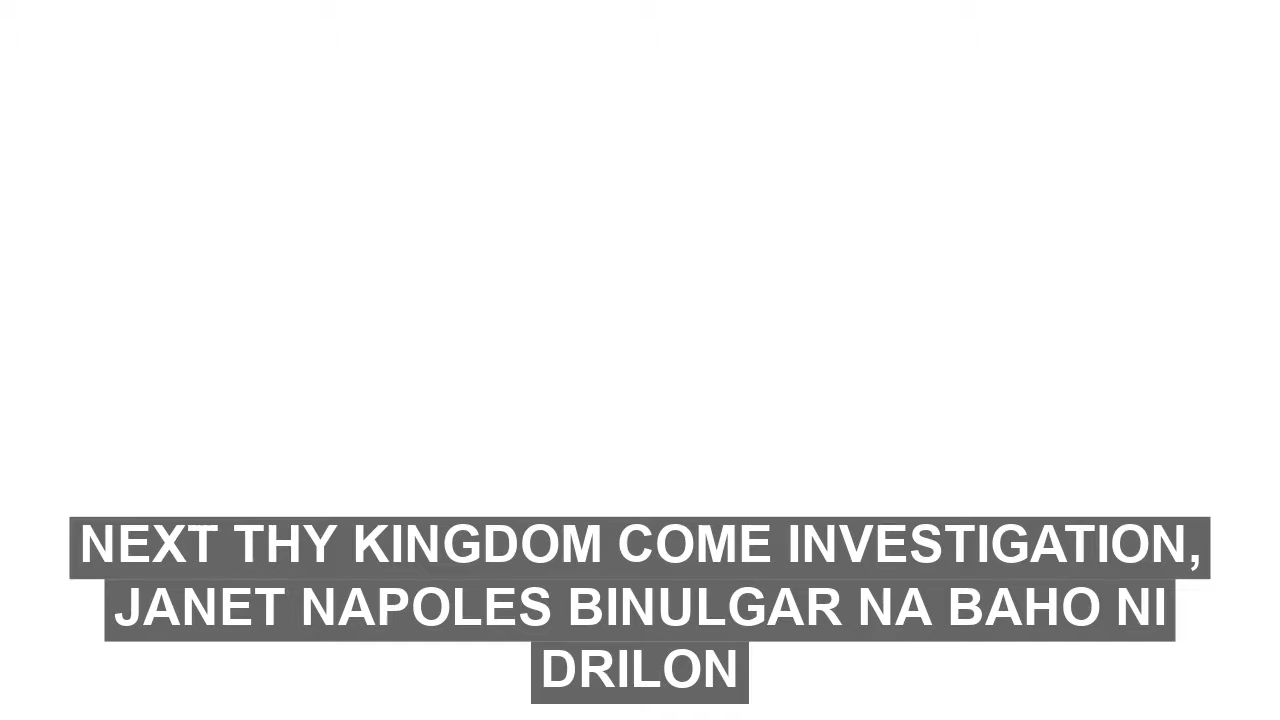 NEXT THY KINGDOM COME INVESTIGATION,
JANET NAPOLES BINULGAR NA BAHO NI
DRILON